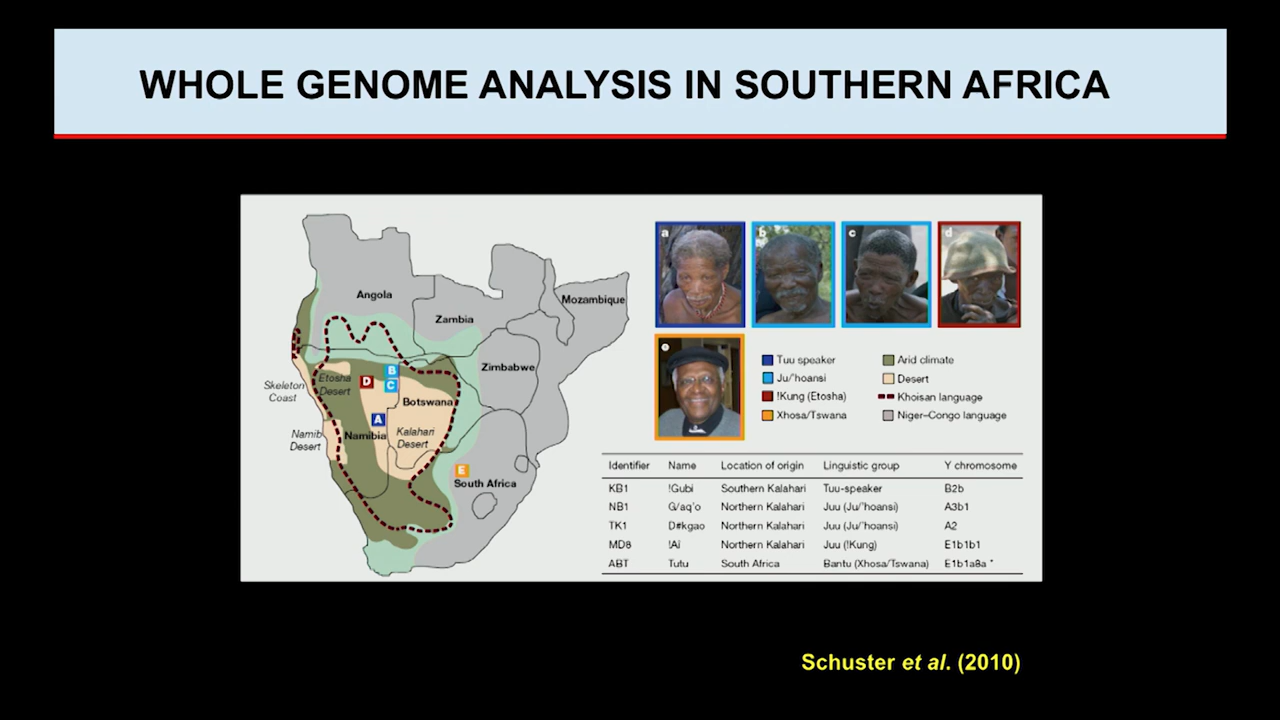 WHOLE GENOME ANALYSIS IN SOUTHERN AFRICA
Angola
Zambia
Mozambique
Zimbabwe
Skeleton
Coast
Etosha
Desert
D
B
C
Botswana
A
Namib
Desert
Namibia
Kalahari
Desert
E
South Africa
a
b
c
d
e
Tuu speaker
Ju/'hoansi
!Kung (Etosha)
Xhosa/Tswana
Arid climate
Desert
Khoisan language
Niger–Congo language
Identifier Name Location of origin Linguistic group Y chromosome
KB1 !Gubi Southern Kalahari Tuu-speaker B2b
NB1 G/aq'o Northern Kalahari Juu (Ju/'hoansi) A3b1
TK1 D#kgao Northern Kalahari Juu (Ju/'hoansi) A2
MD8 !Aı Northern Kalahari Juu (!Kung) E1b1b1
ABT Tutu South Africa Bantu (Xhosa/Tswana) E1b1a8a *
Schuster et al. (2010)